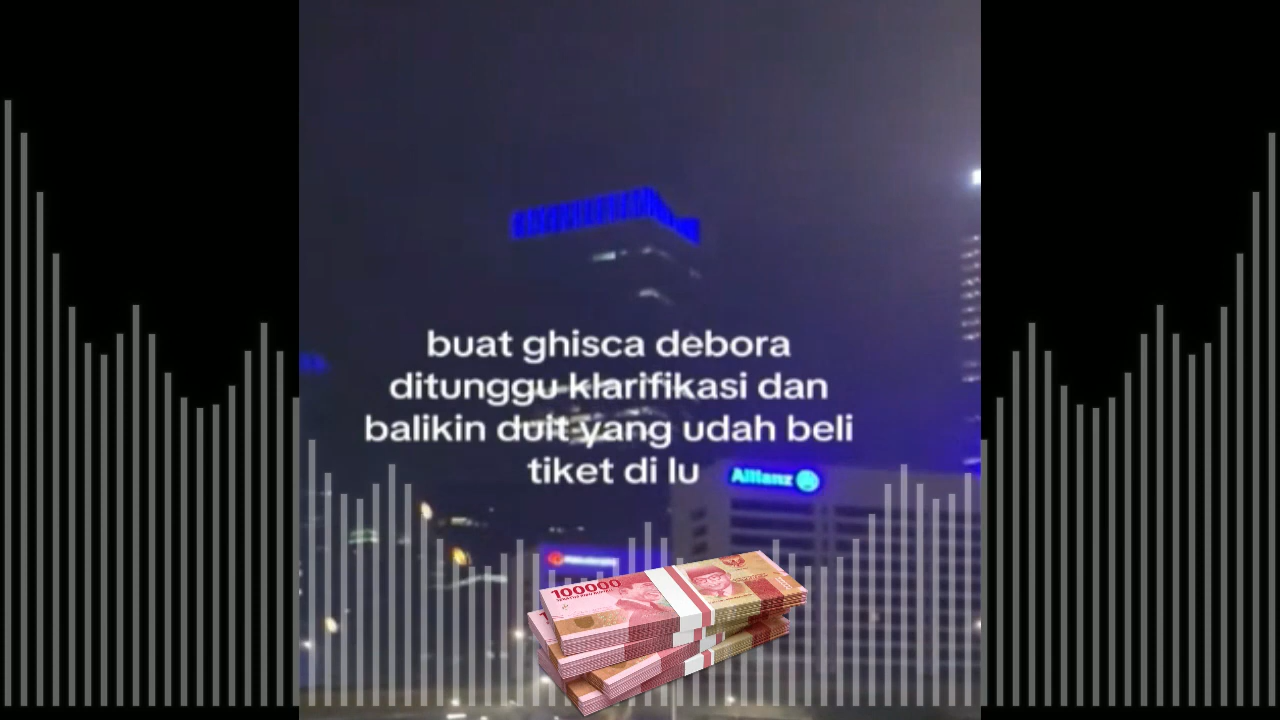 buat ghisca debora
ditunggu klarifikasi dan
balikin duit yang udah beli
tiket di lu
Allianz
100000